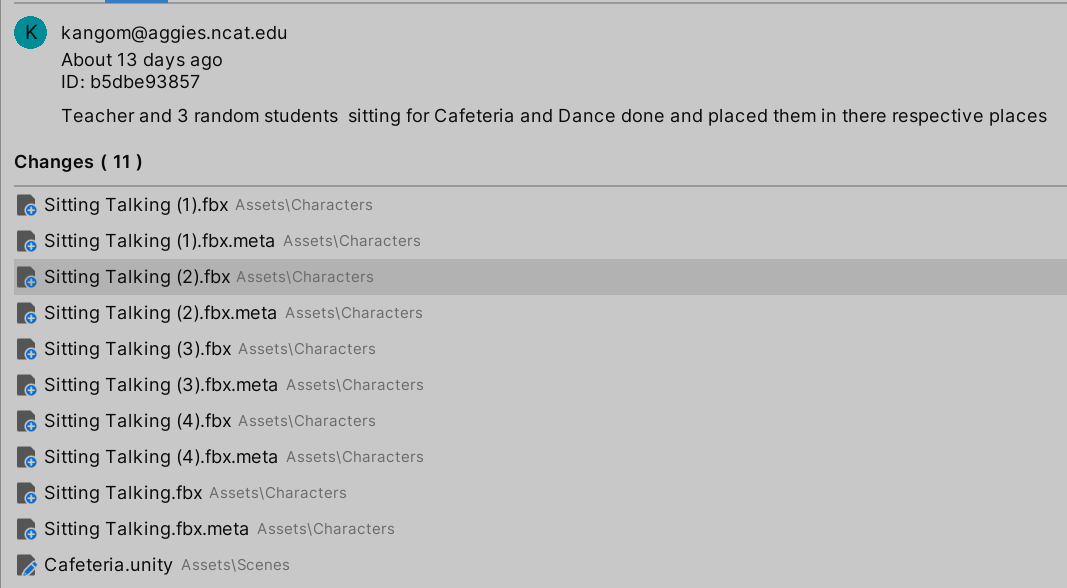 K
kangom@aggies.ncat.edu
About 13 days ago
ID: b5dbe93857
Teacher and 3 random students  sitting for Cafeteria and Dance done and placed them in there respective places
Changes ( 11 )
Sitting Talking (1).fbx Assets\Characters
Sitting Talking (1).fbx.meta Assets\Characters
Sitting Talking (2).fbx Assets\Characters
Sitting Talking (2).fbx.meta Assets\Characters
Sitting Talking (3).fbx Assets\Characters
Sitting Talking (3).fbx.meta Assets\Characters
Sitting Talking (4).fbx Assets\Characters
Sitting Talking (4).fbx.meta Assets\Characters
Sitting Talking.fbx Assets\Characters
Sitting Talking.fbx.meta Assets\Characters
Cafeteria.unity Assets\Scenes